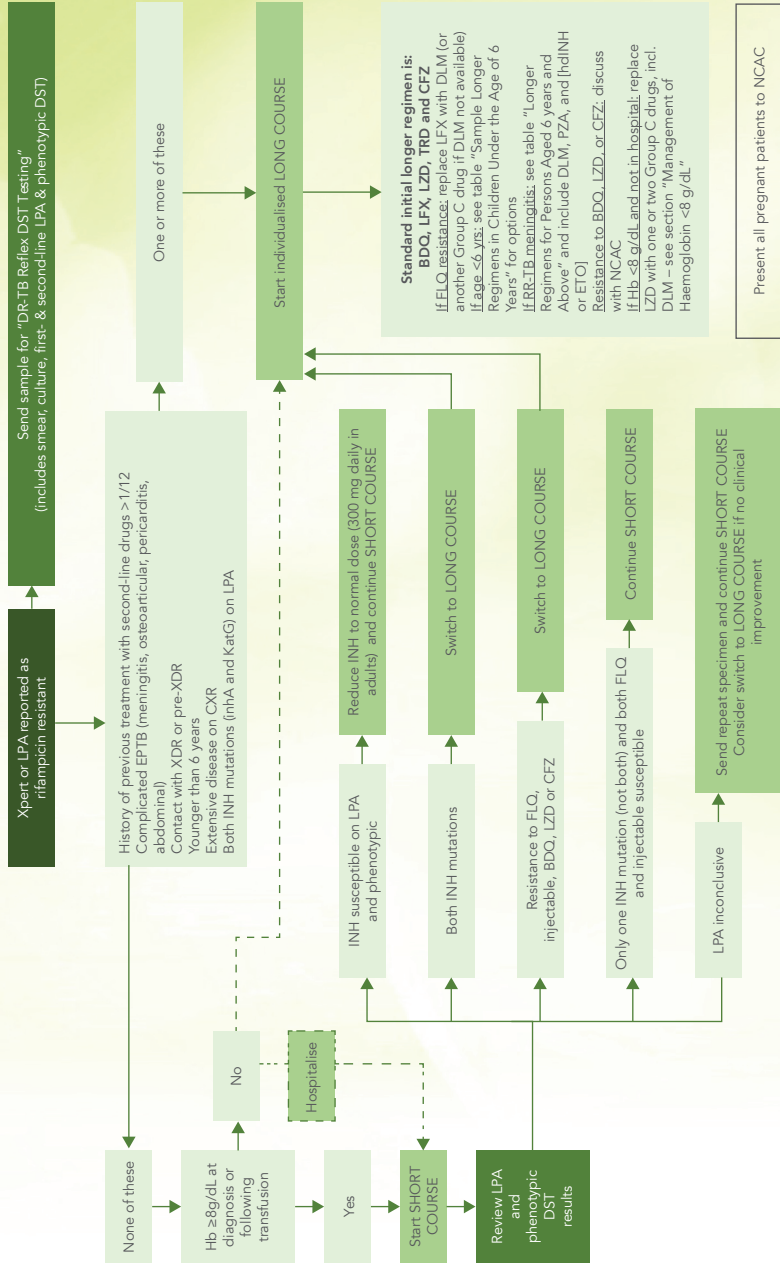 Xpert or LPA reported as
rifampicin resistant
Send sample for "DR-TB Reflex DST Testing"
(includes smear, culture, first- & second-line LPA & phenotypic DST)
History of previous treatment with second-line drugs >1/12
Complicated EPTB (meningitis, osteoarticular, pericarditis,
abdominal)
Contact with XDR or pre-XDR
Younger than 6 years
Extensive disease on CXR
Both INH mutations (inhA and KatG) on LPA
One or more of these
None of these
Start individualised LONG COURSE
Hb ≥8g/dL at
diagnosis or
following
transfusion
No
Hospitalise
Yes
Start SHORT
COURSE
Review LPA
and
phenotypic
DST
results
INH susceptible on LPA
and phenotypic
Reduce INH to normal dose (300 mg daily in
adults) and continue SHORT COURSE
Both INH mutations
Switch to LONG COURSE
Resistance to FLQ,
injectable, BDQ, LZD or CFZ
Switch to LONG COURSE
Only one INH mutation (not both) and both FLQ
and injectable susceptible
Continue SHORT COURSE
LPA inconclusive
Send repeat specimen and continue SHORT COURSE
Consider switch to LONG COURSE if no clinical
improvement
Standard initial longer regimen is:
BDQ, LFX, LZD, TRD and CFZ
If FLQ resistance: replace LFX with DLM (or
another Group C drug if DLM not available)
If age <6 yrs: see table "Sample Longer
Regimens in Children Under the Age of 6
Years" for options
If RR-TB meningitis: see table "Longer
Regimens for Persons Aged 6 years and
Above" and include DLM, PZA, and [hdINH
or ETO]
Resistance to BDQ, LZD, or CFZ: discuss
with NCAC
If Hb <8 g/dL and not in hospital: replace
LZD with one or two Group C drugs, incl.
DLM – see section "Management of
Haemoglobin <8 g/dL"
Present all pregnant patients to NCAC